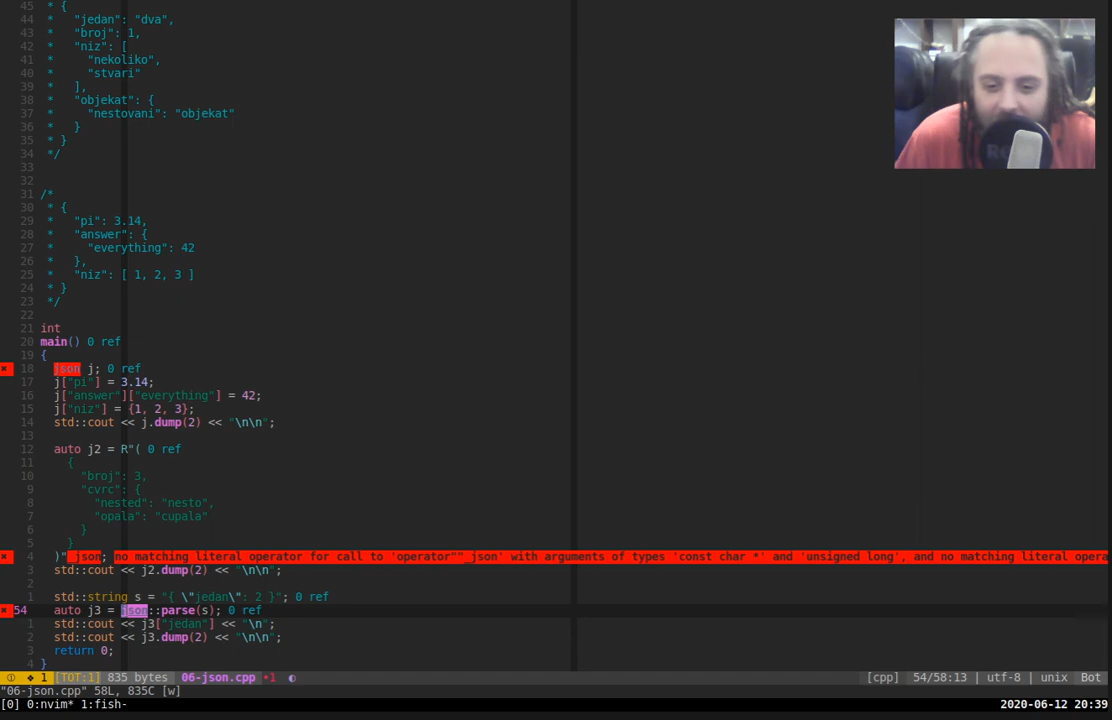 45  * {
44  *   "jedan": "dva",
43  *   "broj": 1,
42  *   "niz": [
41  *     "nekoliko",
40  *     "stvari"
39  *   ],
38  *   "objekat": {
37  *     "nestovani": "objekat"
36  *   }
35  * }
34  */
33
32
31 /*
30  * {
29  *   "pi": 3.14,
28  *   "answer": {
27  *     "everything": 42
26  *   },
25  *   "niz": [ 1, 2, 3 ]
24  * }
23  */
22
21 int
20 main() 0 ref
19 {
✖ 18   json j; 0 ref
17   j["pi"] = 3.14;
16   j["answer"]["everything"] = 42;
15   j["niz"] = {1, 2, 3};
14   std::cout << j.dump(2) << "\n\n";
13
12   auto j2 = R"( 0 ref
11     {
10       "broj": 3,
9       "cvrc": {
8         "nested": "nesto",
7         "opala": "cupala"
6       }
5     }
✖ 4   )"_json; no matching literal operator for call to 'operator""_json' with arguments of types 'const char *' and 'unsigned long', and no matching literal opera
3   std::cout << j2.dump(2) << "\n\n";
2
1   std::string s = "{ \"jedan\": 2 }"; 0 ref
✖ 54   auto j3 = json::parse(s); 0 ref
1   std::cout << j3["jedan"] << "\n";
2   std::cout << j3.dump(2) << "\n\n";
3   return 0;
4 }
1 [TOT:1] 835 bytes 06-json.cpp •1 [cpp] 54/58:13 | utf-8 | unix Bot
"06-json.cpp" 58L, 835C [w]
[0] 0:nvim* 1:fish- 2020-06-12 20:39